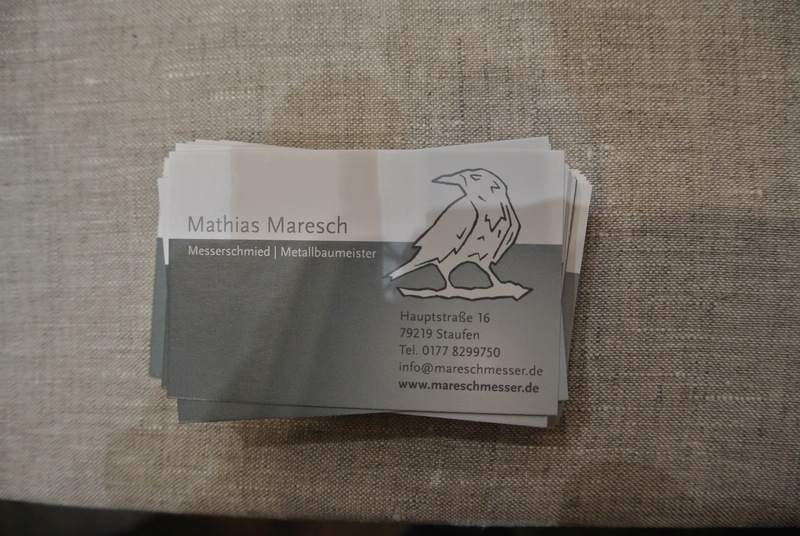 Mathias Maresch
Messerschmied | Metallbaumeister
Hauptstraße 16
79219 Staufen
Tel. 0177 8299750
info@mareschmesser.de
www.mareschmesser.de